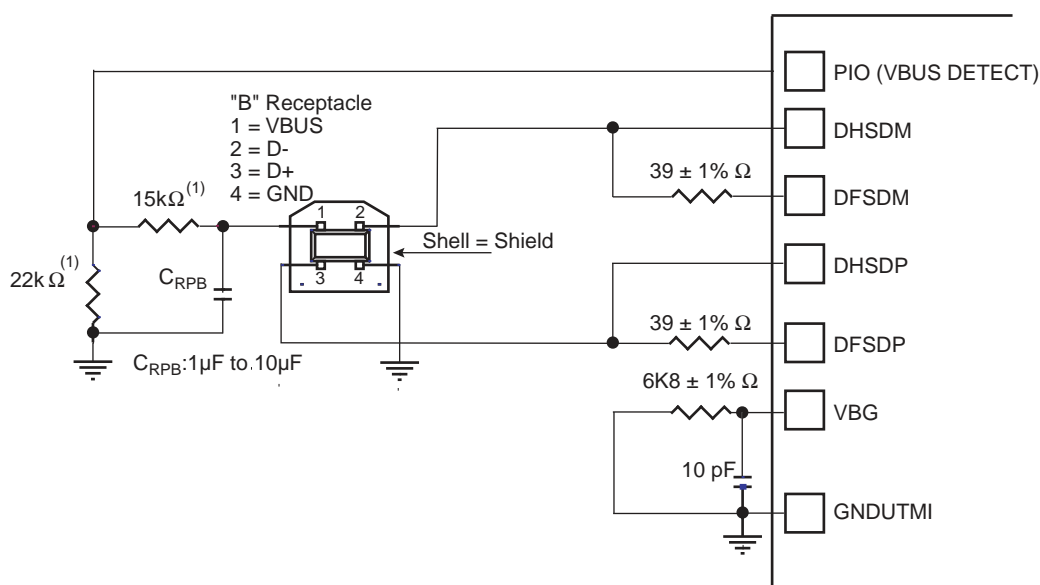 PIO (VBUS DETECT)
"B" Receptacle
1 = VBUS
2 = D-
3 = D+
4 = GND
DHSDM
39 ± 1% Ω
DFSDM
15kΩ(1)
1 2
Shell = Shield
DHSDP
22k Ω(1)
CRPB
3 4
39 ± 1% Ω
DFSDP
CRPB:1µF to 10µF
6K8 ± 1% Ω
VBG
10 pF
GNDUTMI